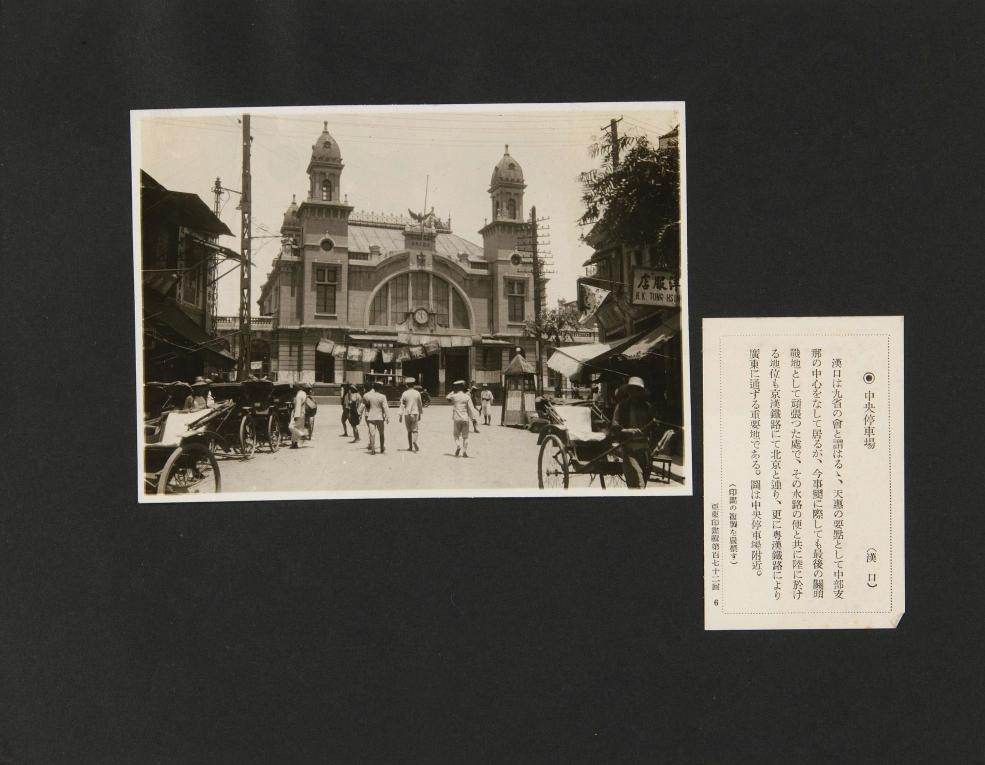 洋服店
H.K. TUNG-HSIN
◉中央停車場
（漢口）
漢口は九省の會と謂はるゝ、天惠の要點として中部支
那の中心をなして居るが、今事變に際しても最後の關頭
戰地として頑張つた處で、その水路の便と共に陸に於け
る地位も京漢鐵路にて北京と連り、更に粤漢鐵路により
廣東に通ずる重要地である。圖は中央停車場附近。
（印畫の複製を嚴禁す）
亞東印畫輯第百七十二回 6